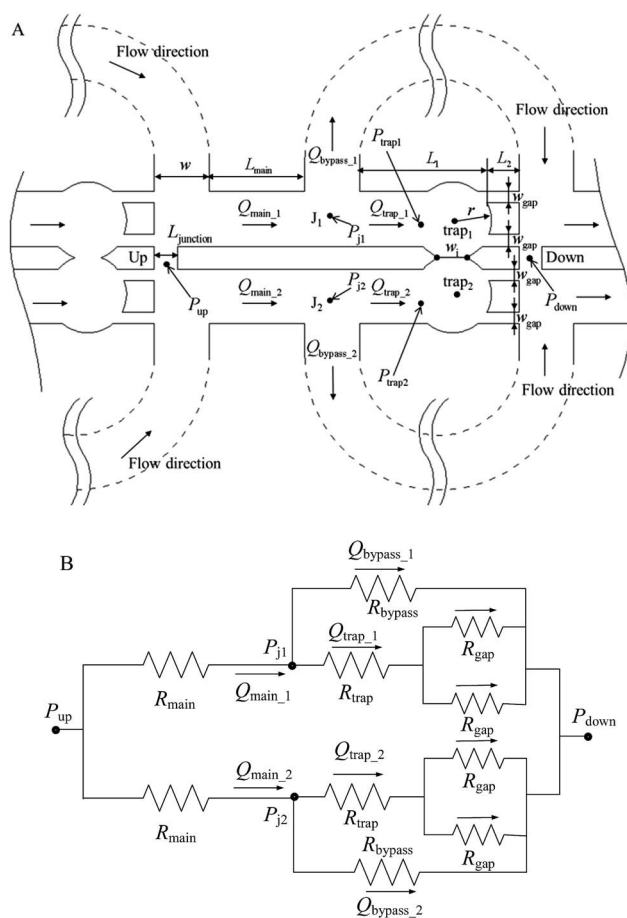 A
Flow direction
Flow direction
Q_bypass_1
P_trap1
w
L_main
L_1
L_2
w_gap
Q_main_1
J_1
Q_trap_1
r
L_junction
P_j1
trap_1
w_gap
Up
w_i
Down
P_j2
trap_2
w_gap
P_up
Q_main_2
J_2
Q_trap_2
P_down
w_gap
Q_bypass_2
P_trap2
Flow direction
Flow direction
B
Q_bypass_1
R_bypass
P_j1
Q_trap_1
R_gap
R_main
Q_main_1
R_trap
R_gap
P_up
P_down
Q_main_2
Q_trap_2
R_gap
R_main
P_j2
R_trap
R_gap
R_bypass
Q_bypass_2